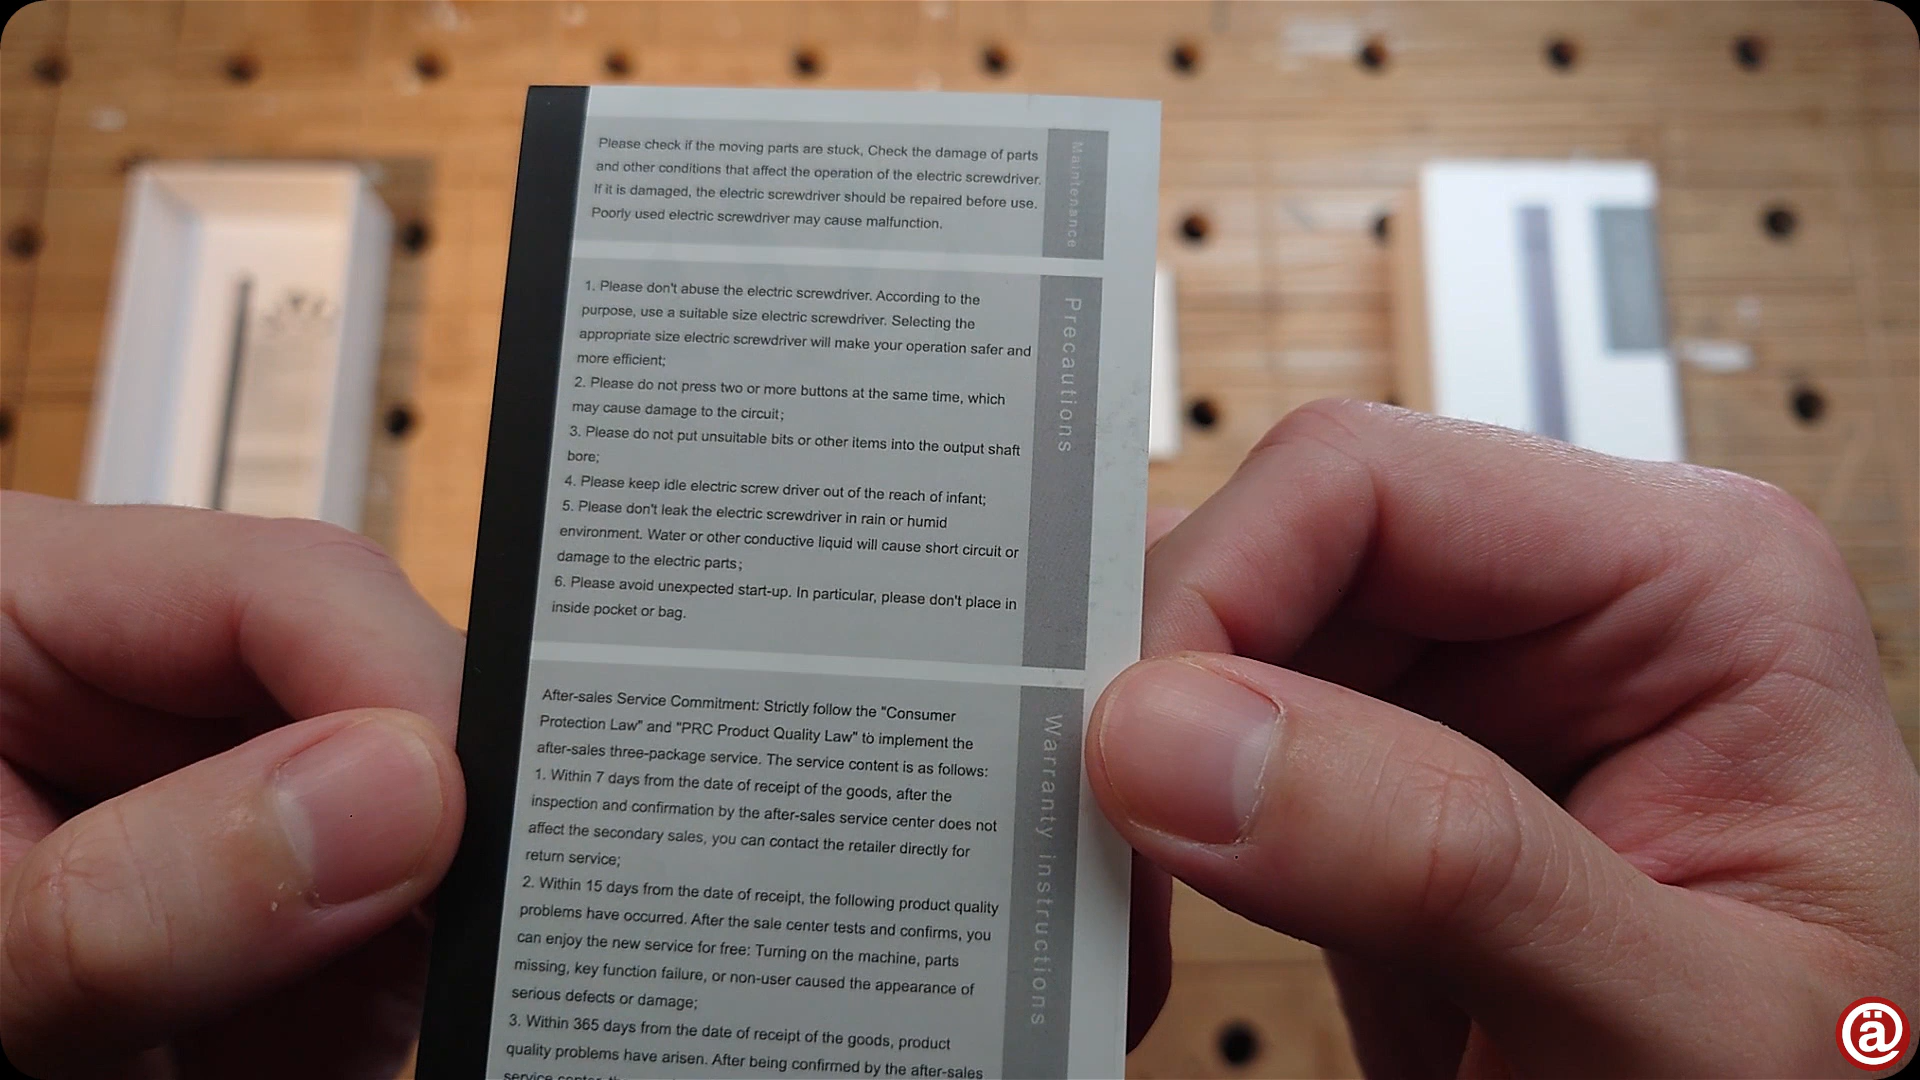 Please check if the moving parts are stuck, Check the damage of parts
and other conditions that affect the operation of the electric screwdriver.
If it is damaged, the electric screwdriver should be repaired before use.
Poorly used electric screwdriver may cause malfunction.
Maintenance
1. Please don't abuse the electric screwdriver. According to the
purpose, use a suitable size electric screwdriver. Selecting the
appropriate size electric screwdriver will make your operation safer and
more efficient;
2. Please do not press two or more buttons at the same time, which
may cause damage to the circuit;
3. Please do not put unsuitable bits or other items into the output shaft
bore;
4. Please keep idle electric screw driver out of the reach of infant;
5. Please don't leak the electric screwdriver in rain or humid
environment. Water or other conductive liquid will cause short circuit or
damage to the electric parts;
6. Please avoid unexpected start-up. In particular, please don't place in
inside pocket or bag.
Precautions
After-sales Service Commitment: Strictly follow the "Consumer
Protection Law" and "PRC Product Quality Law" to implement the
after-sales three-package service. The service content is as follows:
1. Within 7 days from the date of receipt of the goods, after the
inspection and confirmation by the after-sales service center does not
affect the secondary sales, you can contact the retailer directly for
return service;
2. Within 15 days from the date of receipt, the following product quality
problems have occurred. After the sale center tests and confirms, you
can enjoy the new service for free: Turning on the machine, parts
missing, key function failure, or non-user caused the appearance of
serious defects or damage;
3. Within 365 days from the date of receipt of the goods, product
quality problems have arisen. After being confirmed by the after-sales
service
Warranty instructions
@ä